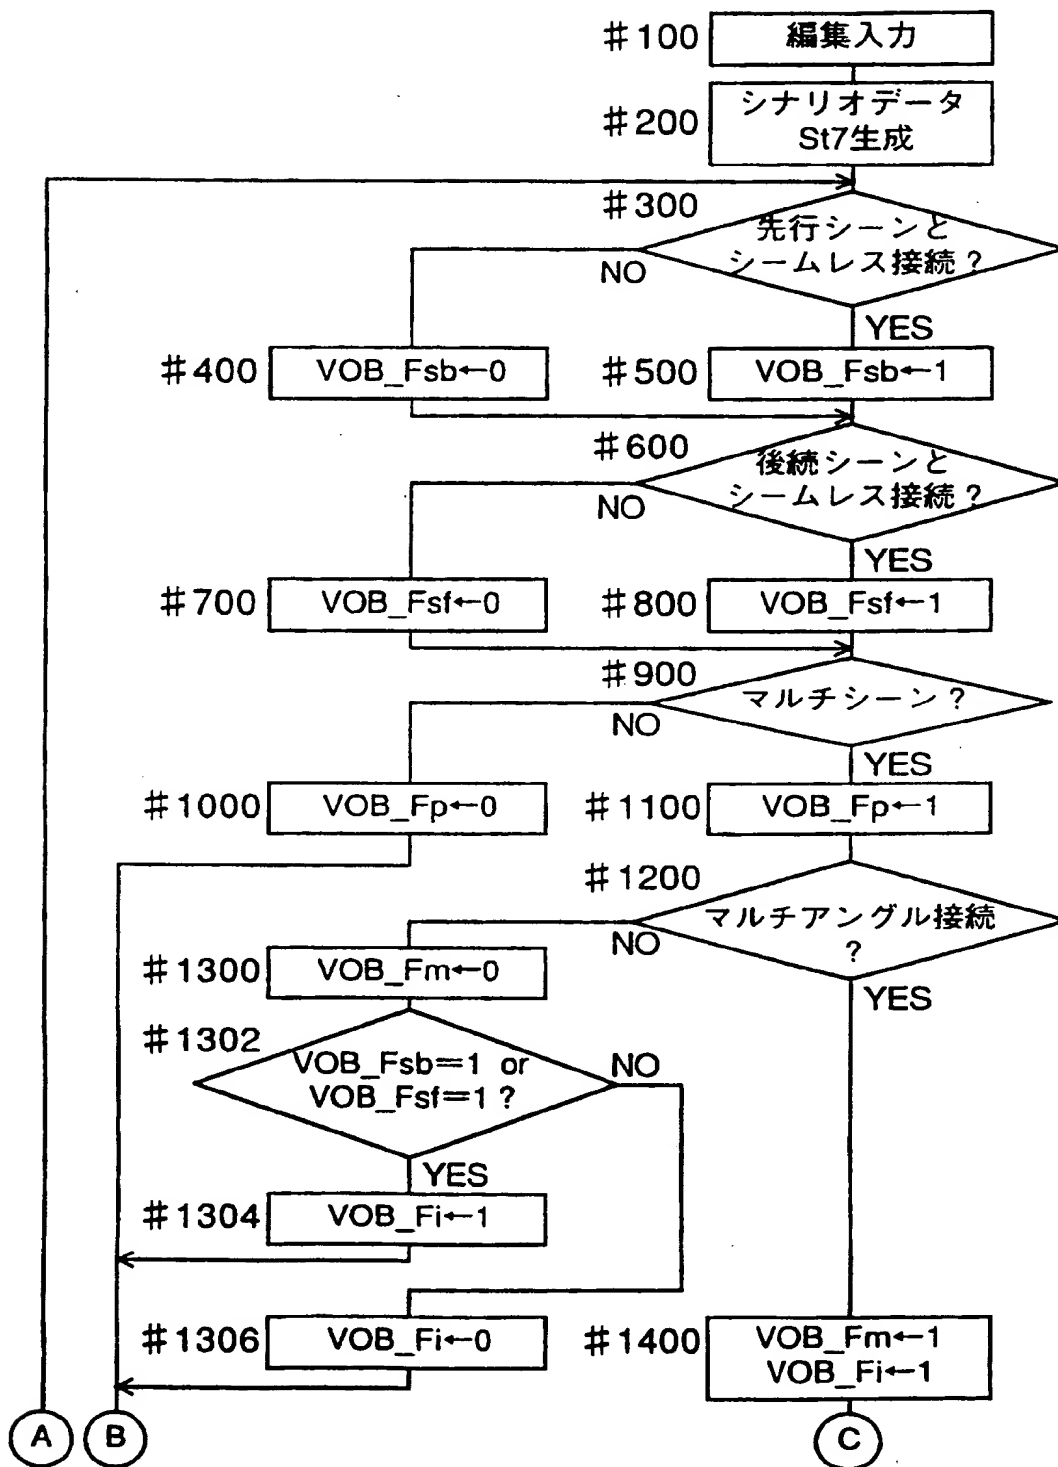 #100
編集入力
#200
シナリオデータ
St7生成
#300
先行シーンと
シームレス接続?
NO
YES
#400
VOB_Fsb←0
#500
VOB_Fsb←1
#600
後続シーンと
シームレス接続?
NO
YES
#700
VOB_Fsf←0
#800
VOB_Fsf←1
#900
マルチシーン?
NO
YES
#1000
VOB_Fp←0
#1100
VOB_Fp←1
#1200
マルチアングル接続
?
NO
YES
#1300
VOB_Fm←0
#1302
VOB_Fsb=1 or
VOB_Fsf=1?
NO
YES
#1304
VOB_Fi←1
#1306
VOB_Fi←0
#1400
VOB_Fm←1
VOB_Fi←1
A
B
C